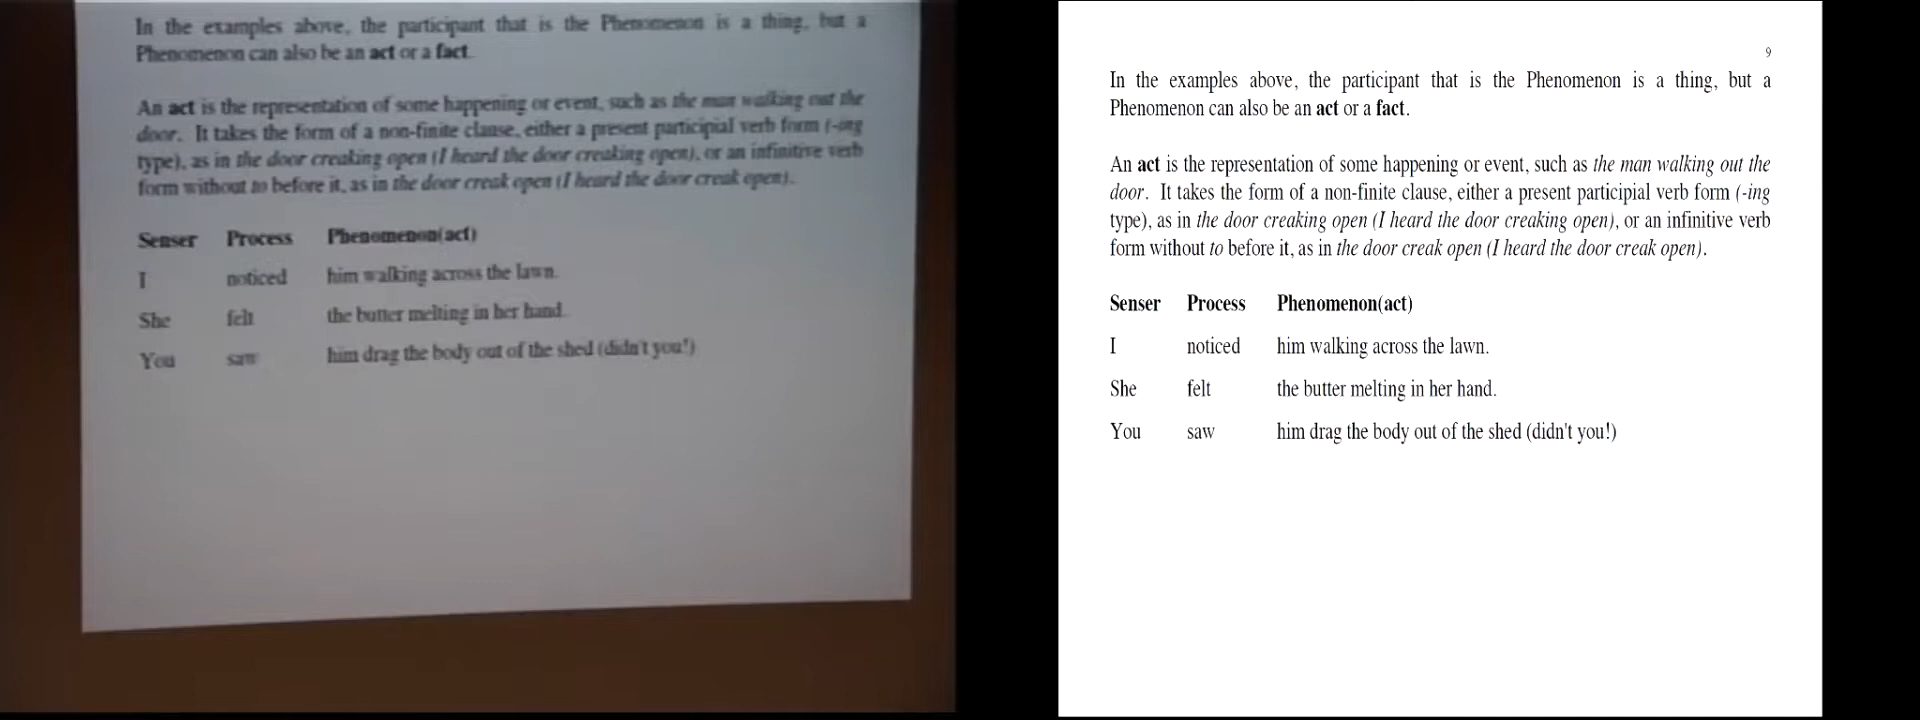 In the examples above, the participant that is the Phenomenon is a thing, but a
Phenomenon can also be an act or a fact.
An act is the representation of some happening or event, such as the man walking out the
door. It takes the form of a non-finite clause, either a present participial verb form (-ing
type), as in the door creaking open (I heard the door creaking open), or an infinitive verb
form without to before it, as in the door creak open (I heard the door creak open).
Senser Process Phenomenon(act)
I noticed him walking across the lawn.
She felt the butter melting in her hand.
You saw him drag the body out of the shed (didn't you!)
9
In the examples above, the participant that is the Phenomenon is a thing, but a
Phenomenon can also be an act or a fact.
An act is the representation of some happening or event, such as the man walking out the
door. It takes the form of a non-finite clause, either a present participial verb form (-ing
type), as in the door creaking open (I heard the door creaking open), or an infinitive verb
form without to before it, as in the door creak open (I heard the door creak open).
Senser Process Phenomenon(act)
I noticed him walking across the lawn.
She felt the butter melting in her hand.
You saw him drag the body out of the shed (didn't you!)